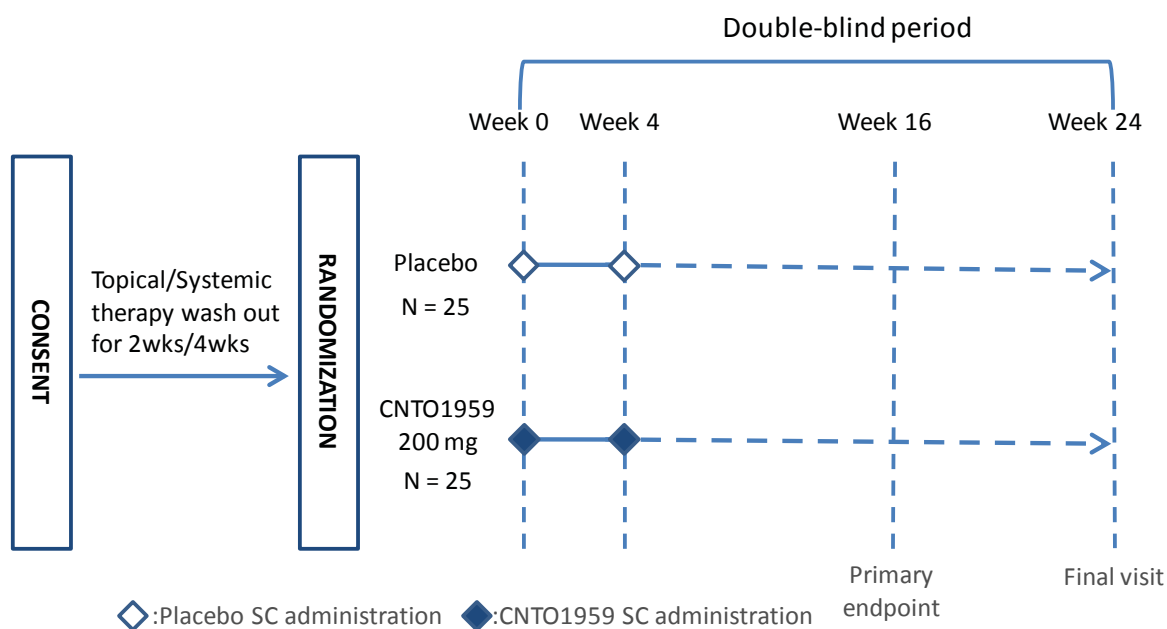 Double-blind period
Week 0
Week 4
Week 16
Week 24
CONSENT
Topical/Systemic
therapy wash out
for 2wks/4wks
RANDOMIZATION
Placebo
N = 25
CNTO1959
200 mg
N = 25
Primary
endpoint
Final visit
:Placebo SC administration
:CNTO1959 SC administration